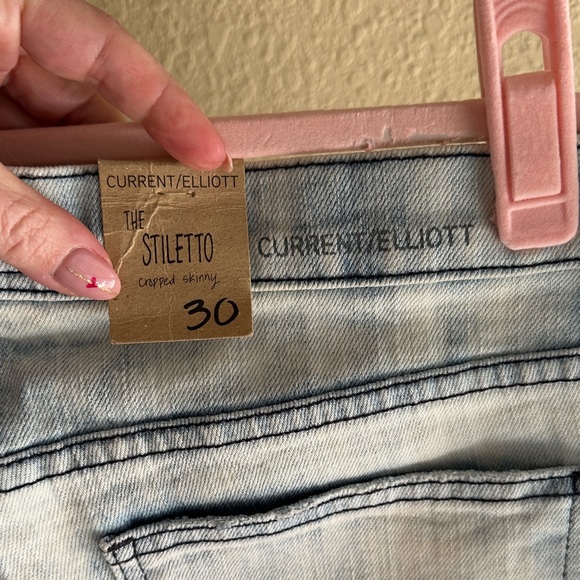 CURRENT/ELLIOTT
THE
STILETTO
cropped skinny
30
CURRENT/ELLIOTT